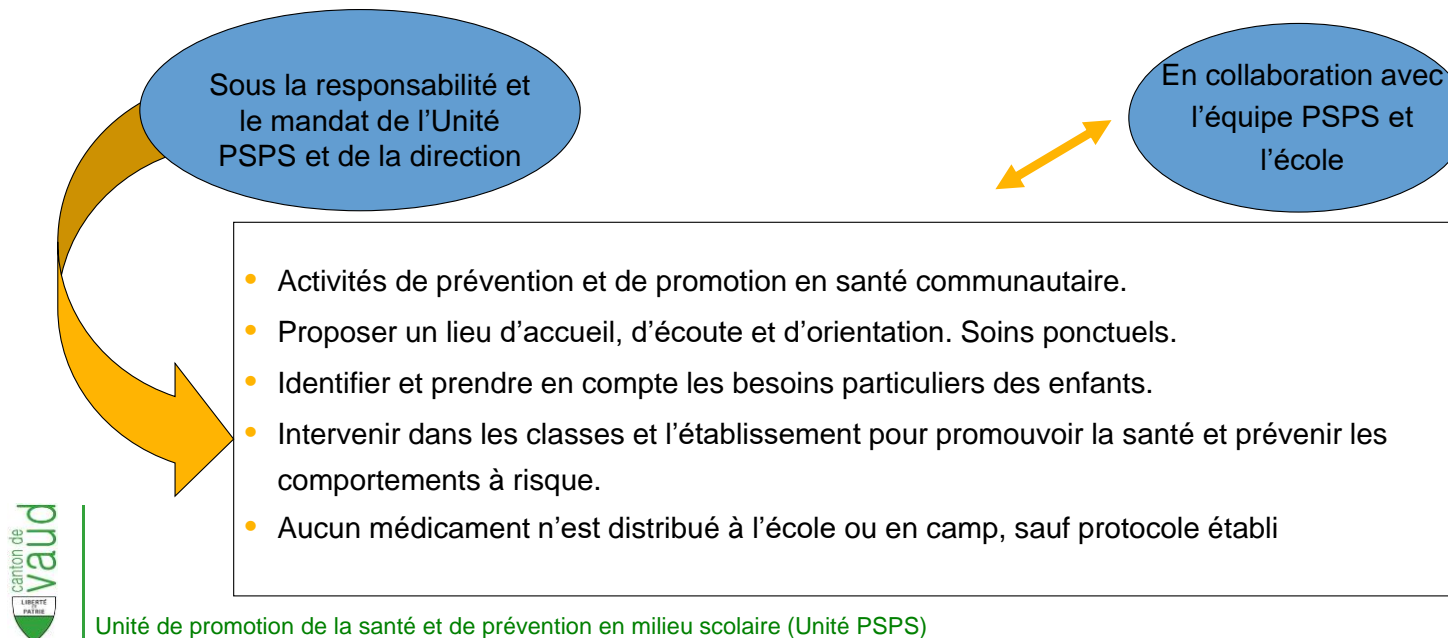 Sous la responsabilité et
le mandat de l’Unité
PSPS et de la direction
En collaboration avec
l’équipe PSPS et
l’école
• Activités de prévention et de promotion en santé communautaire.
• Proposer un lieu d’accueil, d’écoute et d’orientation. Soins ponctuels.
• Identifier et prendre en compte les besoins particuliers des enfants.
• Intervenir dans les classes et l’établissement pour promouvoir la santé et prévenir les
comportements à risque.
• Aucun médicament n’est distribué à l’école ou en camp, sauf protocole établi
canton de
vaud
LIBERTÉ
ET
PATRIE
Unité de promotion de la santé et de prévention en milieu scolaire (Unité PSPS)